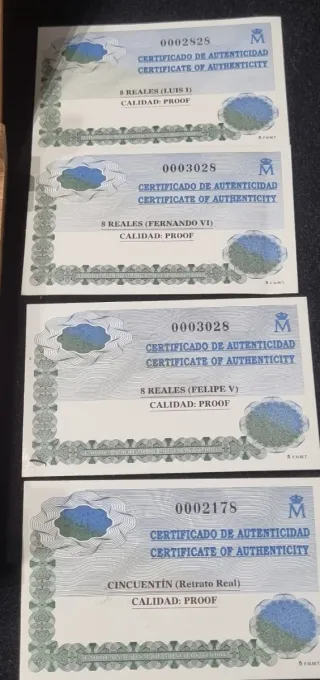 0002828
M
CERTIFICADO DE AUTENTICIDAD
CERTIFICATE OF AUTHENTICITY
8 REALES (LUIS I)
CALIDAD: PROOF
0003028
M
CERTIFICADO DE AUTENTICIDAD
CERTIFICATE OF AUTHENTICITY
8 REALES (FERNANDO VI)
CALIDAD: PROOF
0003028
M
CERTIFICADO DE AUTENTICIDAD
CERTIFICATE OF AUTHENTICITY
8 REALES (FELIPE V)
CALIDAD: PROOF
0002178
M
CERTIFICADO DE AUTENTICIDAD
CERTIFICATE OF AUTHENTICITY
CINCUENTÍN (Retrato Real)
CALIDAD: PROOF